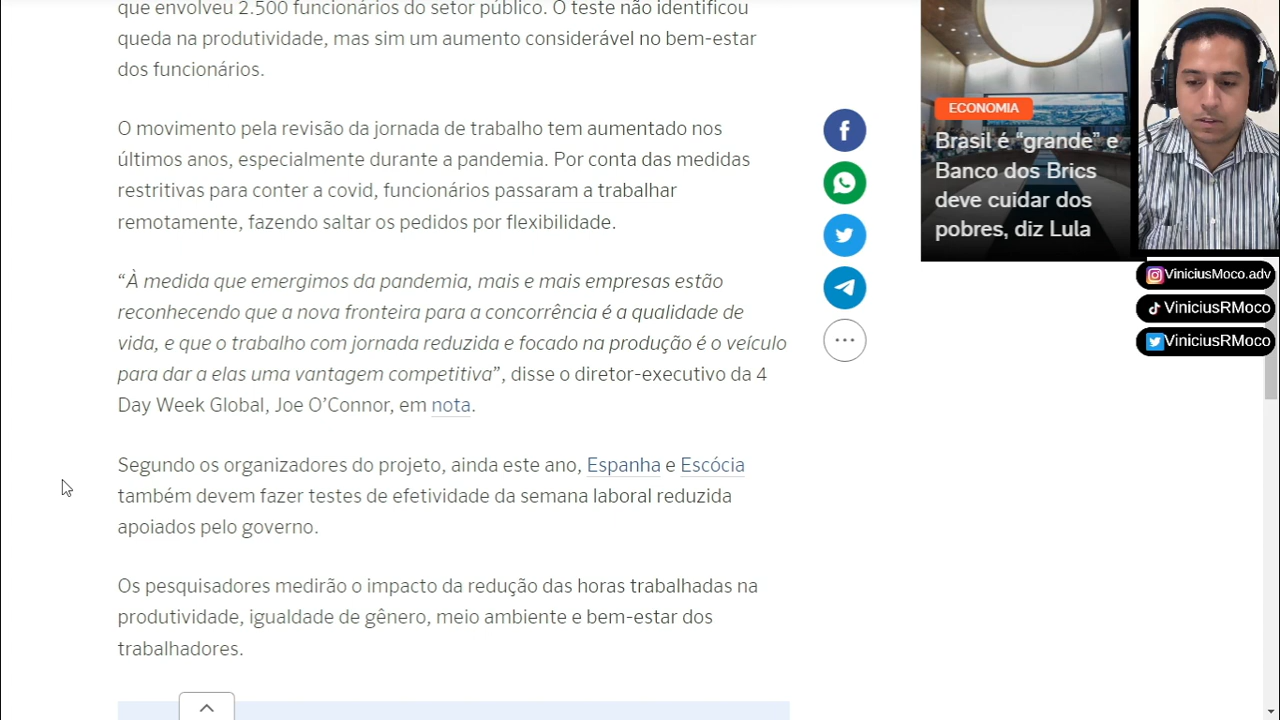 que envolveu 2.500 funcionários do setor público. O teste não identificou
queda na produtividade, mas sim um aumento considerável no bem-estar
dos funcionários.
O movimento pela revisão da jornada de trabalho tem aumentado nos
últimos anos, especialmente durante a pandemia. Por conta das medidas
restritivas para conter a covid, funcionários passaram a trabalhar
remotamente, fazendo saltar os pedidos por flexibilidade.
“À medida que emergimos da pandemia, mais e mais empresas estão
reconhecendo que a nova fronteira para a concorrência é a qualidade de
vida, e que o trabalho com jornada reduzida e focado na produção é o veículo
para dar a elas uma vantagem competitiva”, disse o diretor-executivo da 4
Day Week Global, Joe O’Connor, em nota.
Segundo os organizadores do projeto, ainda este ano, Espanha e Escócia
também devem fazer testes de efetividade da semana laboral reduzida
apoiados pelo governo.
Os pesquisadores medirão o impacto da redução das horas trabalhadas na
produtividade, igualdade de gênero, meio ambiente e bem-estar dos
trabalhadores.
ECONOMIA
Brasil é “grande” e
Banco dos Brics
deve cuidar dos
pobres, diz Lula
ViniciusMoco.adv
ViniciusRMoco
ViniciusRMoco